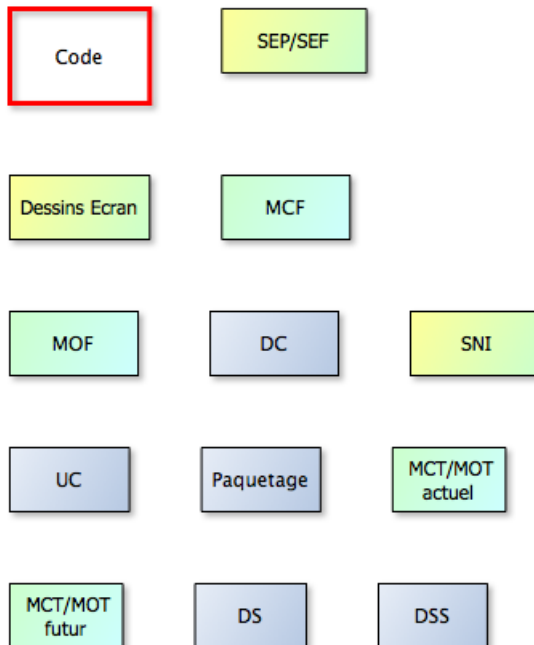 Code
SEP/SEF
Dessins Ecran
MCF
MOF
DC
SNI
UC
Paquetage
MCT/MOT
actuel
MCT/MOT
futur
DS
DSS